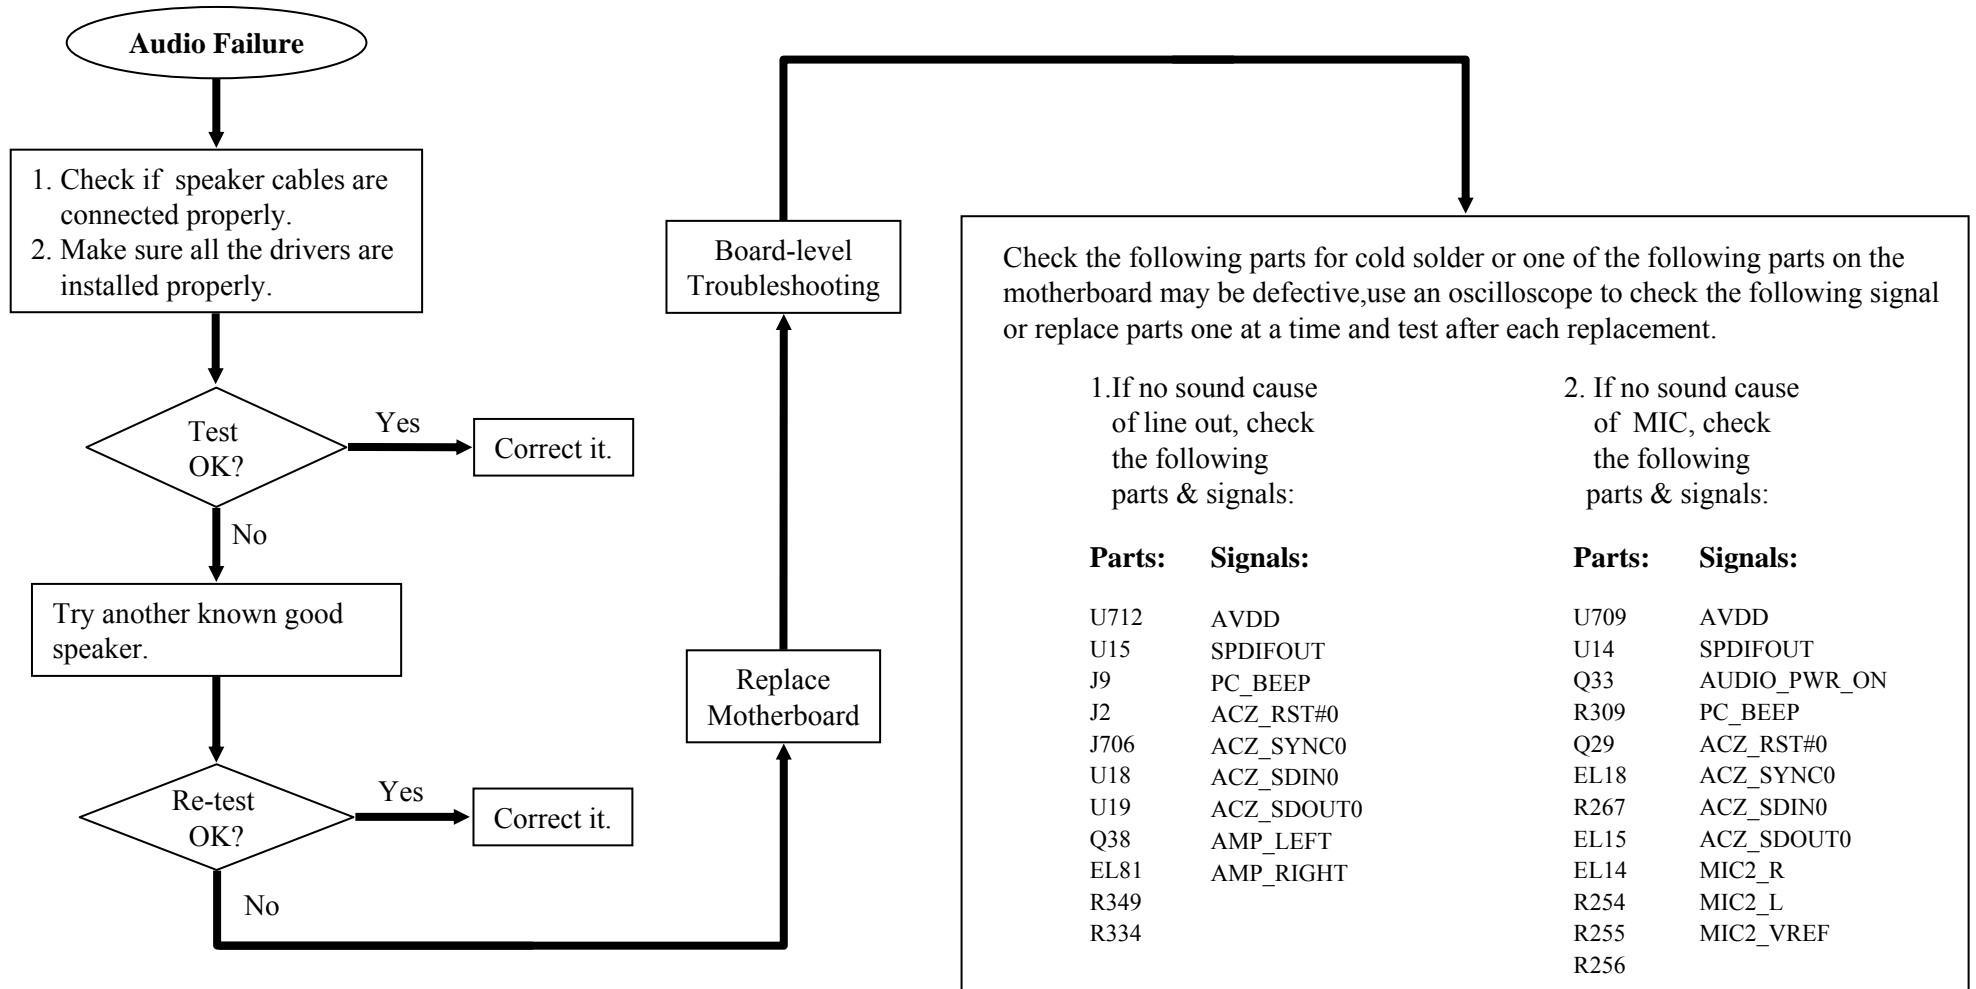 Audio Failure
1. Check if  speaker cables are
connected properly.
2. Make sure all the drivers are
installed properly.
Test
OK?
Yes
Correct it.
No
Try another known good
speaker.
Re-test
OK?
Yes
Correct it.
No
Replace
Motherboard
Board-level
Troubleshooting
Check the following parts for cold solder or one of the following parts on the
motherboard may be defective,use an oscilloscope to check the following signal
or replace parts one at a time and test after each replacement.
1.If no sound cause
of line out, check
the following
parts & signals:
Parts:
U712
U15
J9
J2
J706
U18
U19
Q38
EL81
R349
R334
Signals:
AVDD
SPDIFOUT
PC_BEEP
ACZ_RST#0
ACZ_SYNC0
ACZ_SDIN0
ACZ_SDOUT0
AMP_LEFT
AMP_RIGHT
2. If no sound cause
of  MIC, check
the following
parts & signals:
Parts:
U709
U14
Q33
R309
Q29
EL18
R267
EL15
EL14
R254
R255
R256
Signals:
AVDD
SPDIFOUT
AUDIO_PWR_ON
PC_BEEP
ACZ_RST#0
ACZ_SYNC0
ACZ_SDIN0
ACZ_SDOUT0
MIC2_R
MIC2_L
MIC2_VREF